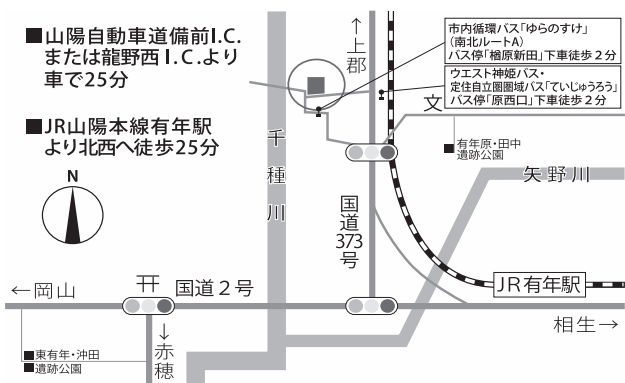 ■山陽自動車道備前I.C.
または龍野西I.C.より
車で25分
■JR山陽本線有年駅
より北西へ徒歩25分
N
↑
上郡
市内循環バス「ゆらのすけ」
（南北ルートA）
バス停「楢原新田」下車徒歩２分
ウエスト神姫バス・
定住自立圏圏域バス「ていじゅうろう」
バス停「原西口」下車徒歩２分
文
■有年原・田中
遺跡公園
千種川
矢野川
国道373号
JR有年駅
←岡山
国道２号
相生→
↓赤穂
■東有年・沖田
■遺跡公園